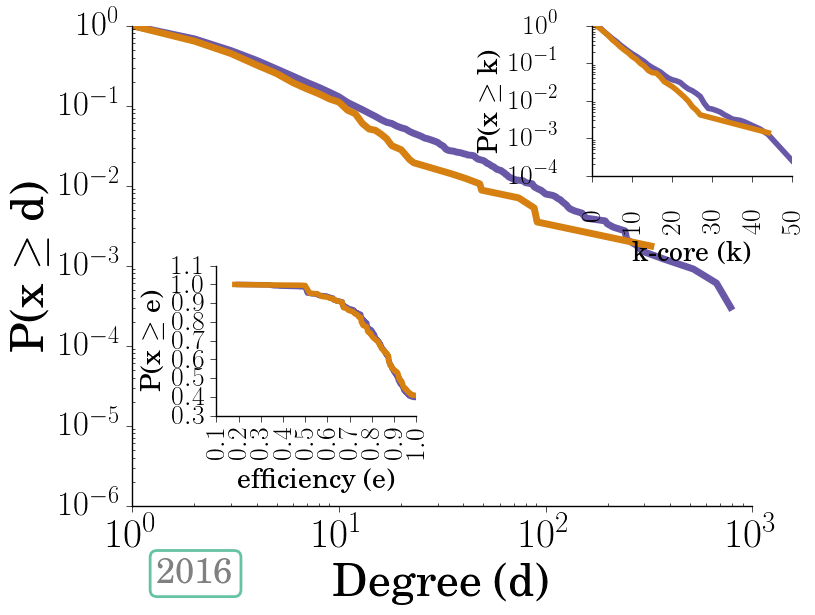 10^0
10^-1
10^-2
10^-3
10^-4
10^-5
10^-6
P(x ≥ d)
10^0 10^1 10^2 10^3
Degree (d)
2016
10^0
10^-1
10^-2
10^-3
10^-4
P(x ≥ k)
0 10 20 30 40 50
k-core (k)
1.1
1.0
0.9
0.8
0.7
0.6
0.5
0.4
0.3
P(x ≥ e)
0.1 0.2 0.3 0.4 0.5 0.6 0.7 0.8 0.9 1.0
efficiency (e)